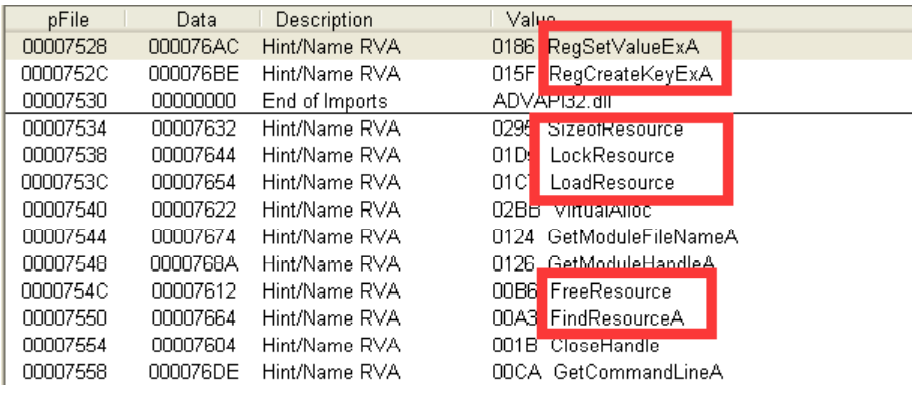 pFile Data Description Value
00007528 000076AC Hint/Name RVA 0186 RegSetValueExA
0000752C 000076BE Hint/Name RVA 015F RegCreateKeyExA
00007530 00000000 End of Imports ADVAPI32.dll
00007534 00007632 Hint/Name RVA 0295 SizeofResource
00007538 00007644 Hint/Name RVA LockResource
0000753C 00007654 Hint/Name RVA LoadResource
00007540 00007622 Hint/Name RVA 02BB VirtualAlloc
00007544 00007674 Hint/Name RVA 0124 GetModuleFileNameA
00007548 0000768A Hint/Name RVA 0126 GetModuleHandleA
0000754C 00007612 Hint/Name RVA 00B6 FreeResource
00007550 00007664 Hint/Name RVA 00A3 FindResourceA
00007554 00007604 Hint/Name RVA 001B CloseHandle
00007558 000076DE Hint/Name RVA 00CA GetCommandLineA